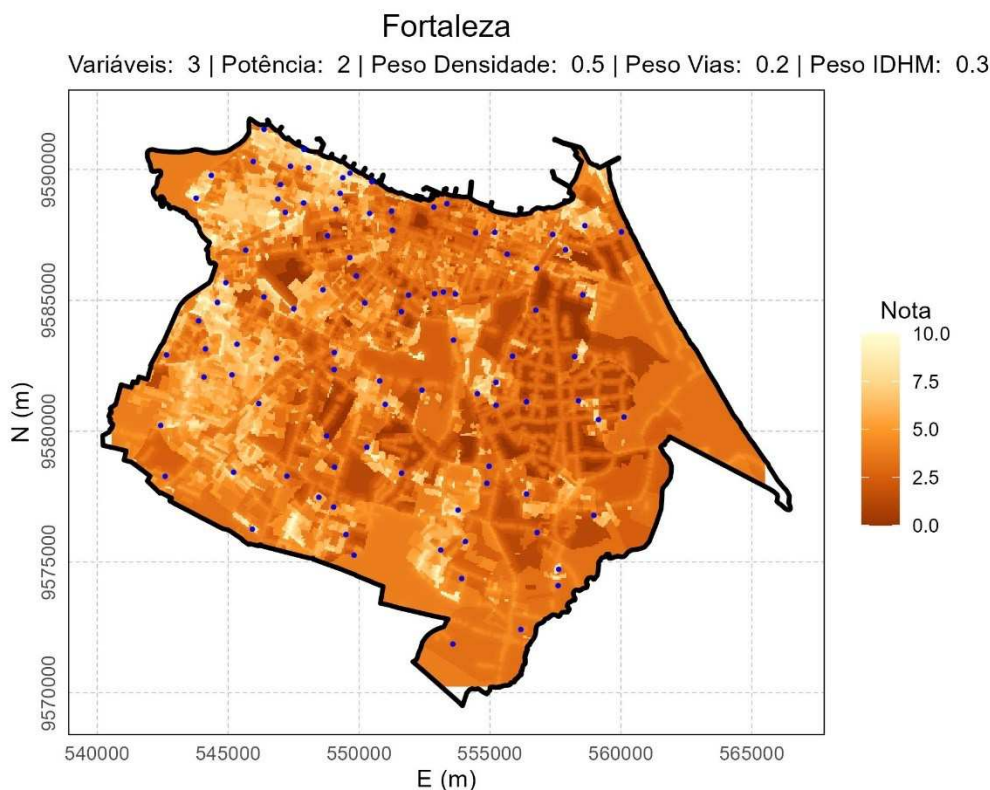 Fortaleza
Variáveis: 3 | Potência: 2 | Peso Densidade: 0.5 | Peso Vias: 0.2 | Peso IDHM: 0.3
N (m)
9590000
9585000
9580000
9575000
9570000
540000 545000 550000 555000 560000 565000
E (m)
Nota
10.0
7.5
5.0
2.5
0.0